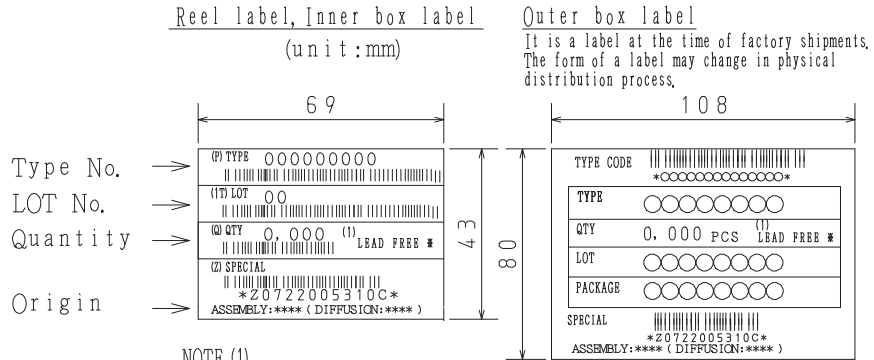 Reel label, Inner box label
(unit:mm)
Outer box label
It is a label at the time of factory shipments.
The form of a label may change in physical
distribution process.
69
108
Type No.
LOT No.
Quantity
Origin
(P) TYPE 000000000
(1T) LOT 00
(Q) QTY 0,000 (1) LEAD FREE *
(Z) SPECIAL
*Z0722005310C*
ASSEMBLY:**** ( DIFFUSION:**** )
43
80
TYPE CODE
*○○○○○○○○○○○○○*
TYPE ○○○○○○○○
QTY 0,000 PCS (1) LEAD FREE *
LOT ○○○○○○○○
PACKAGE ○○○○○○○○
SPECIAL
*Z0722005310C*
ASSEMBLY:**** ( DIFFUSION:**** )
NOTE (1)